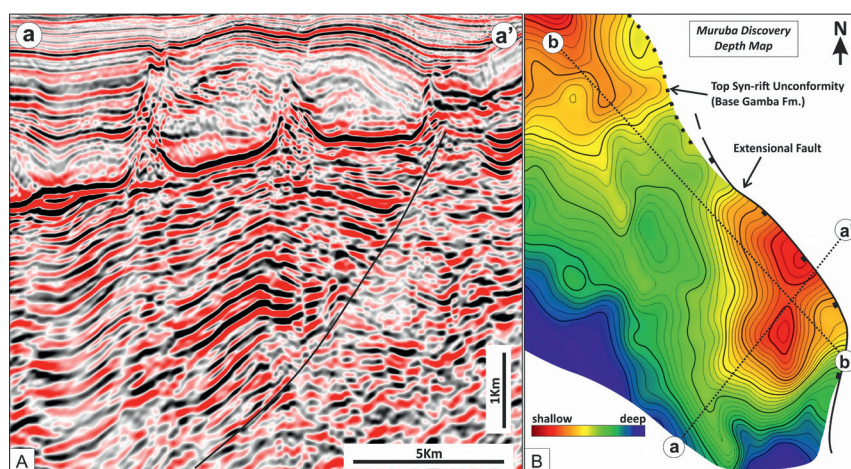 a
a'
1Km
5Km
A
Muruba Discovery
Depth Map
N
b
Top Syn-rift Unconformity
(Base Gamba Fm.)
Extensional Fault
a'
b'
shallow
deep
a
B